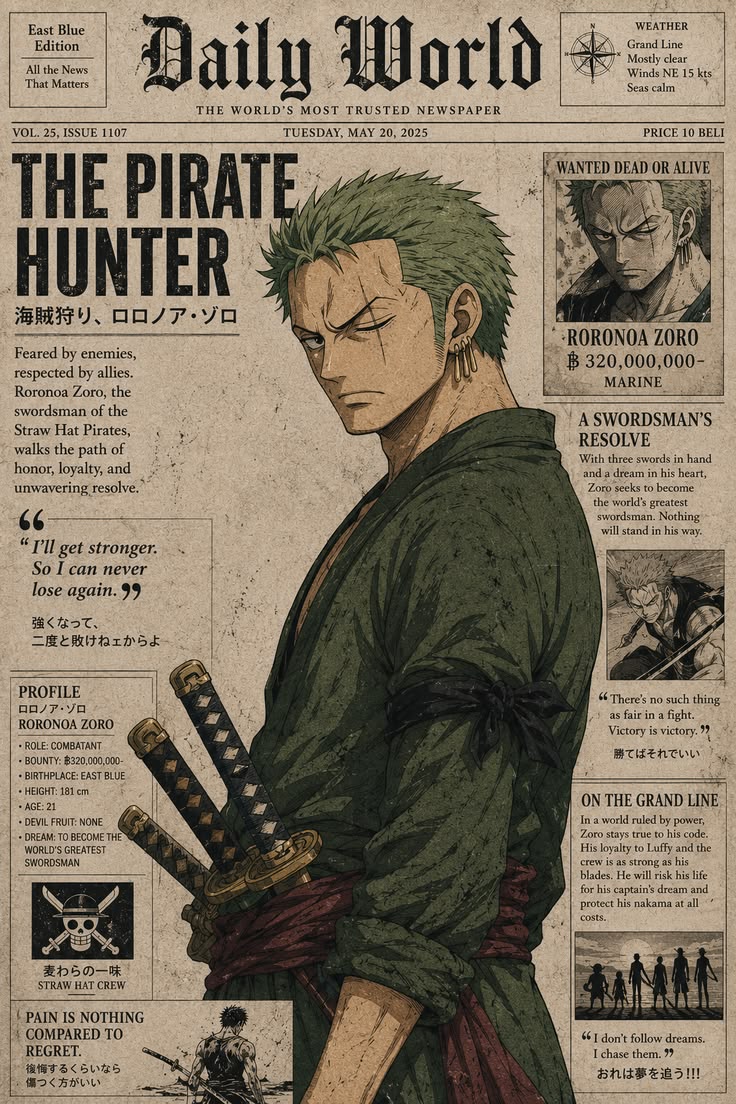 East Blue
Edition
All the News
That Matters
Daily World
THE WORLD'S MOST TRUSTED NEWSPAPER
N
WEATHER
Grand Line
Mostly clear
Winds NE 15 kts
Seas calm
VOL. 25, ISSUE 1107
TUESDAY, MAY 20, 2025
PRICE 10 BELI
THE PIRATE
HUNTER
海賊狩り、ロロノア・ゾロ
Feared by enemies,
respected by allies.
Roronoa Zoro, the
swordsman of the
Straw Hat Pirates,
walks the path of
honor, loyalty, and
unwavering resolve.
“
“I'll get stronger.
So I can never
lose again.”
強くなって、
二度と敗けねェからよ
PROFILE
ロロノア・ゾロ
RORONOA ZORO
• ROLE: COMBATANT
• BOUNTY: ฿320,000,000-
• BIRTHPLACE: EAST BLUE
• HEIGHT: 181 cm
• AGE: 21
• DEVIL FRUIT: NONE
• DREAM: TO BECOME THE
WORLD'S GREATEST
SWORDSMAN
麦わらの一味
STRAW HAT CREW
PAIN IS NOTHING
COMPARED TO
REGRET.
後悔するくらいなら
傷つく方がいい
WANTED DEAD OR ALIVE
RORONOA ZORO
฿ 320,000,000-
MARINE
A SWORDSMAN'S
RESOLVE
With three swords in hand
and a dream in his heart,
Zoro seeks to become
the world's greatest
swordsman. Nothing
will stand in his way.
“There's no such thing
as fair in a fight.
Victory is victory.”
勝てばそれでいい
ON THE GRAND LINE
In a world ruled by power,
Zoro stays true to his code.
His loyalty to Luffy and the
crew is as strong as his
blades. He will risk his life
for his captain's dream and
protect his nakama at all
costs.
“I don't follow dreams.
I chase them.”
おれは夢を追う!!!